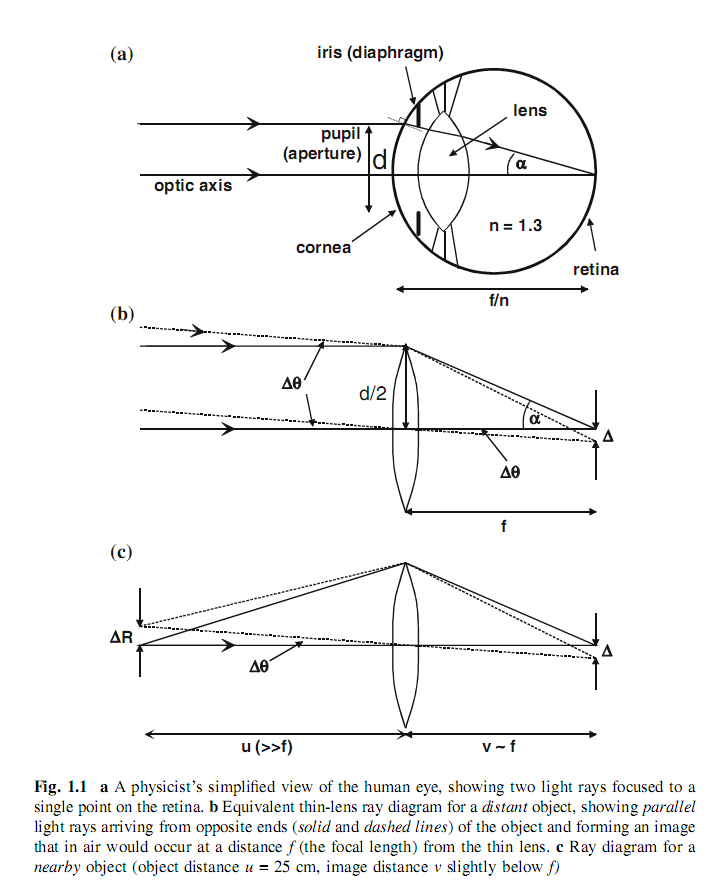 (a)
iris (diaphragm)
lens
pupil
(aperture)
d
α
optic axis
n = 1.3
cornea
retina
f/n
(b)
Δθ
d/2
α
Δ
Δθ
f
(c)
ΔR
Δθ
Δ
u (>>f)
v ~ f
Fig. 1.1 a A physicist's simplified view of the human eye, showing two light rays focused to a
single point on the retina. b Equivalent thin-lens ray diagram for a distant object, showing parallel
light rays arriving from opposite ends (solid and dashed lines) of the object and forming an image
that in air would occur at a distance f (the focal length) from the thin lens. c Ray diagram for a
nearby object (object distance u = 25 cm, image distance v slightly below f)